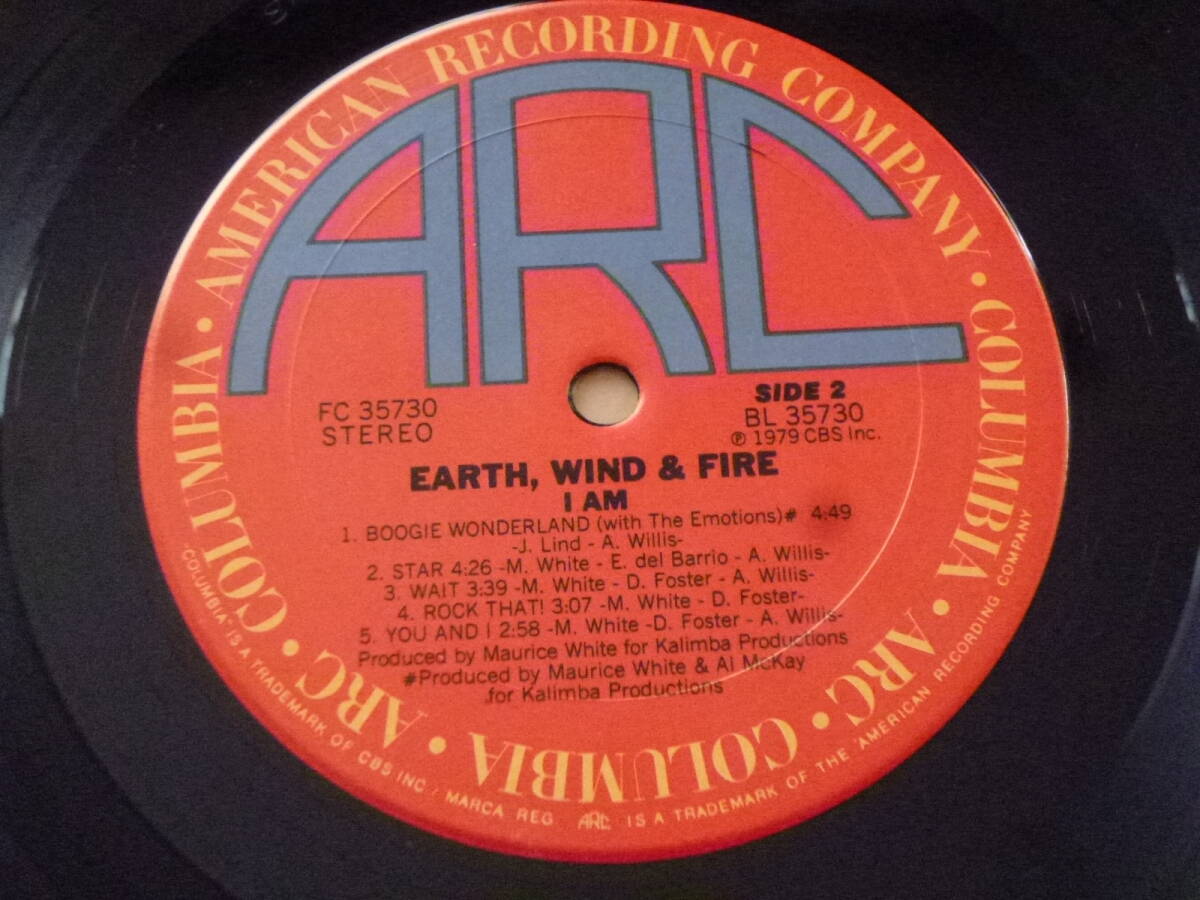 · AMERICAN RECORDING COMPANY · COLUMBIA · ARC · COLUMBIA · ARC · COLUMBIA
ARC
FC 35730
STEREO
SIDE 2
BL 35730
℗ 1979 CBS Inc.
EARTH, WIND & FIRE
I AM
1. BOOGIE WONDERLAND (with The Emotions)# 4:49
-J. Lind - A. Willis-
2. STAR 4:26 -M. White - E. del Barrio - A. Willis-
3. WAIT 3:39 -M. White - D. Foster - A. Willis-
4. ROCK THAT! 3:07 -M. White - D. Foster-
5. YOU AND I 2:58 -M. White -D. Foster - A. Willis-
Produced by Maurice White for Kalimba Productions
#Produced by Maurice White & Al McKay
for Kalimba Productions
"COLUMBIA" IS A TRADEMARK OF CBS INC / MARCA REG. ARC IS A TRADEMARK OF THE "AMERICAN RECORDING COMPANY